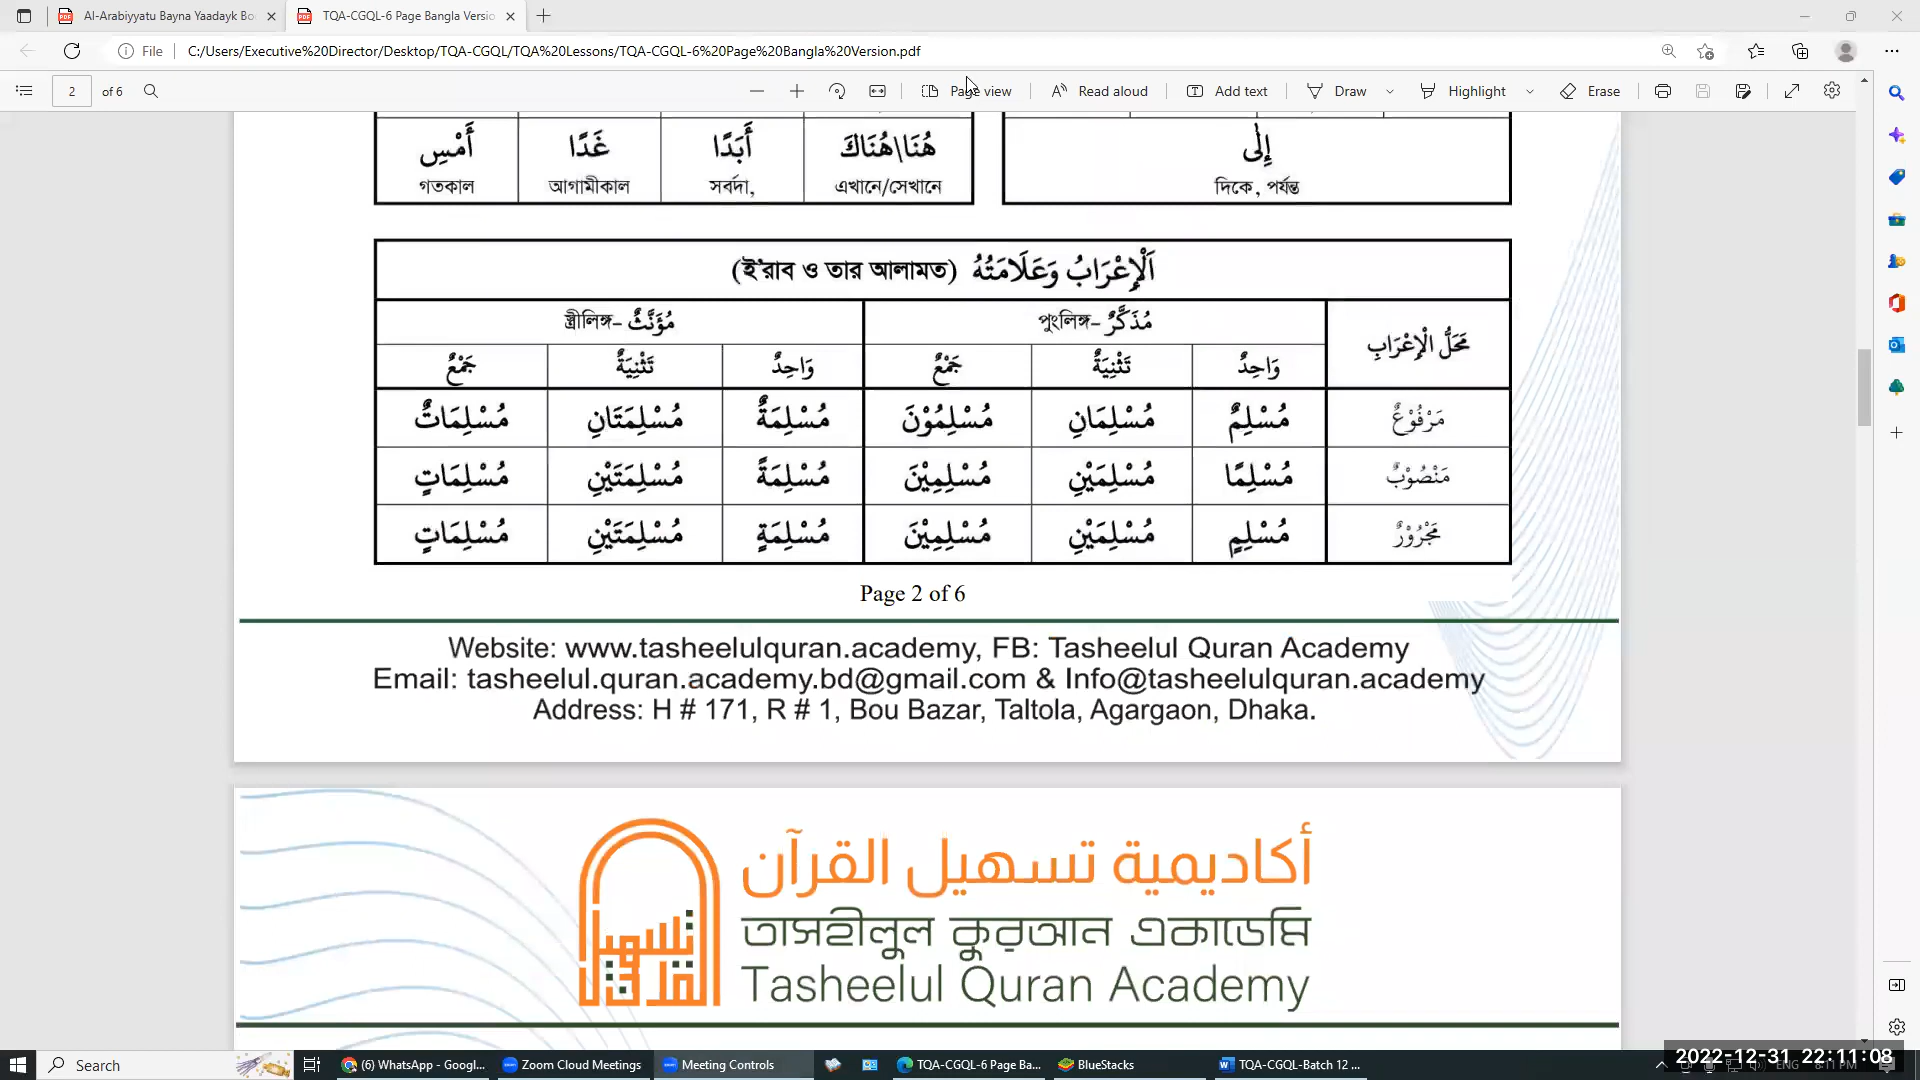 Al-Arabiyyatu Bayna Yaadayk Bo
TQA-CGQL-6 Page Bangla Versio
File
C:/Users/Executive%20Director/Desktop/TQA-CGQL/TQA%20Lessons/TQA-CGQL-6%20Page%20Bangla%20Version.pdf
2 of 6
Page view
Read aloud
Add text
Draw
Highlight
Erase
إِلٰى
দিকে, পর্যন্ত
هُنَا\هُنَاكَ أَبَدًا غَدًا أَمْسِ
এখানে/সেখানে সর্বদা, আগামীকাল গতকাল
اَلْإِعْرَابُ وَعَلَامَتُهُ (ই'রাব ও তার আলামত)
مَحَلُّ الْإِعْرَابِ
مُذَكَّرٌ- পুংলিঙ্গ مُؤَنَّثٌ- স্ত্রীলিঙ্গ
وَاحِدٌ تَثْنِيَةٌ جَمْعٌ وَاحِدٌ تَثْنِيَةٌ جَمْعٌ
مَرْفُوْعٌ مُسْلِمٌ مُسْلِمَانِ مُسْلِمُوْنَ مُسْلِمَةٌ مُسْلِمَتَانِ مُسْلِمَاتٌ
مَنْصُوْبٌ مُسْلِمًا مُسْلِمَيْنِ مُسْلِمِيْنَ مُسْلِمَةً مُسْلِمَتَيْنِ مُسْلِمَاتٍ
مَجْرُوْرٌ مُسْلِمٍ مُسْلِمَيْنِ مُسْلِمِيْنَ مُسْلِمَةٍ مُسْلِمَتَيْنِ مُسْلِمَاتٍ
Page 2 of 6
Website: www.tasheelulquran.academy, FB: Tasheelul Quran Academy
Email: tasheelul.quran.academy.bd@gmail.com & Info@tasheelulquran.academy
Address: H # 171, R # 1, Bou Bazar, Taltola, Agargaon, Dhaka.
أكاديمية تسهيل القرآن
তাসহীলুল কুরআন একাডেমি
Tasheelul Quran Academy
Search
(6) WhatsApp - Googl...
Zoom Cloud Meetings
Meeting Controls
TQA-CGQL-6 Page Ba...
BlueStacks
TQA-CGQL-Batch 12 ...
2022-12-31 22:11:08
ENG 8:11 PM